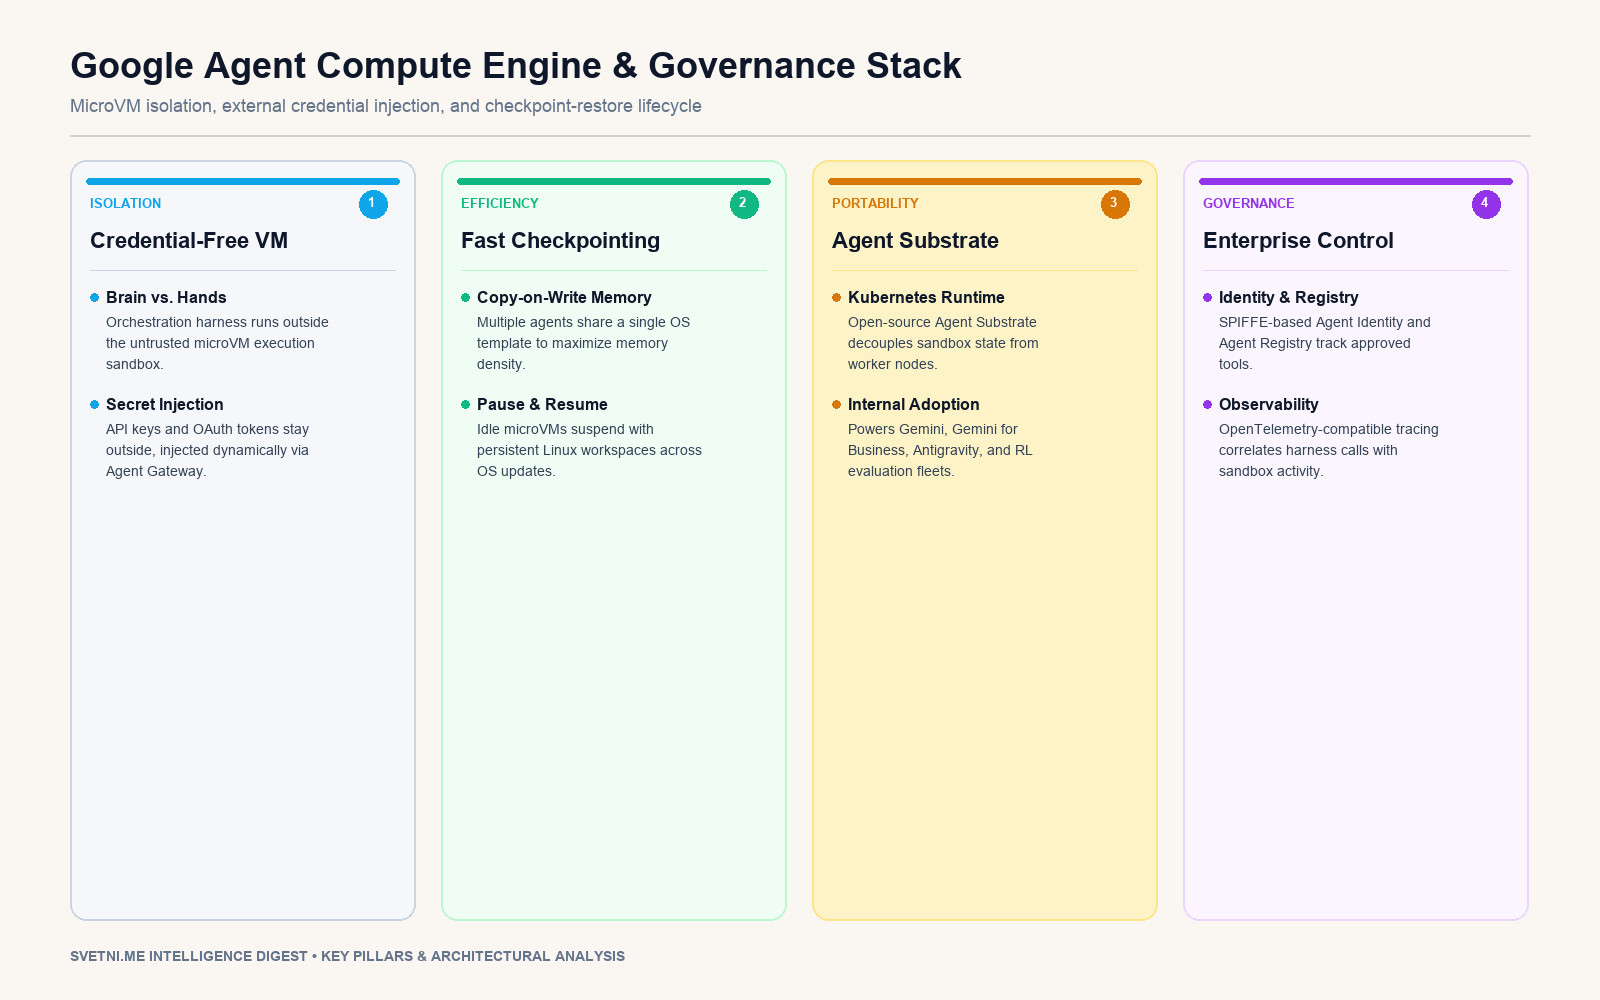 Google Agent Compute Engine & Governance Stack
MicroVM isolation, external credential injection, and checkpoint-restore lifecycle
ISOLATION
1
Credential-Free VM
Brain vs. Hands
Orchestration harness runs outside
the untrusted microVM execution
sandbox.
Secret Injection
API keys and OAuth tokens stay
outside, injected dynamically via
Agent Gateway.
EFFICIENCY
2
Fast Checkpointing
Copy-on-Write Memory
Multiple agents share a single OS
template to maximize memory
density.
Pause & Resume
Idle microVMs suspend with
persistent Linux workspaces across
OS updates.
PORTABILITY
3
Agent Substrate
Kubernetes Runtime
Open-source Agent Substrate
decouples sandbox state from
worker nodes.
Internal Adoption
Powers Gemini, Gemini for
Business, Antigravity, and RL
evaluation fleets.
GOVERNANCE
4
Enterprise Control
Identity & Registry
SPIFFE-based Agent Identity and
Agent Registry track approved
tools.
Observability
OpenTelemetry-compatible tracing
correlates harness calls with
sandbox activity.
SVETNI.ME INTELLIGENCE DIGEST • KEY PILLARS & ARCHITECTURAL ANALYSIS